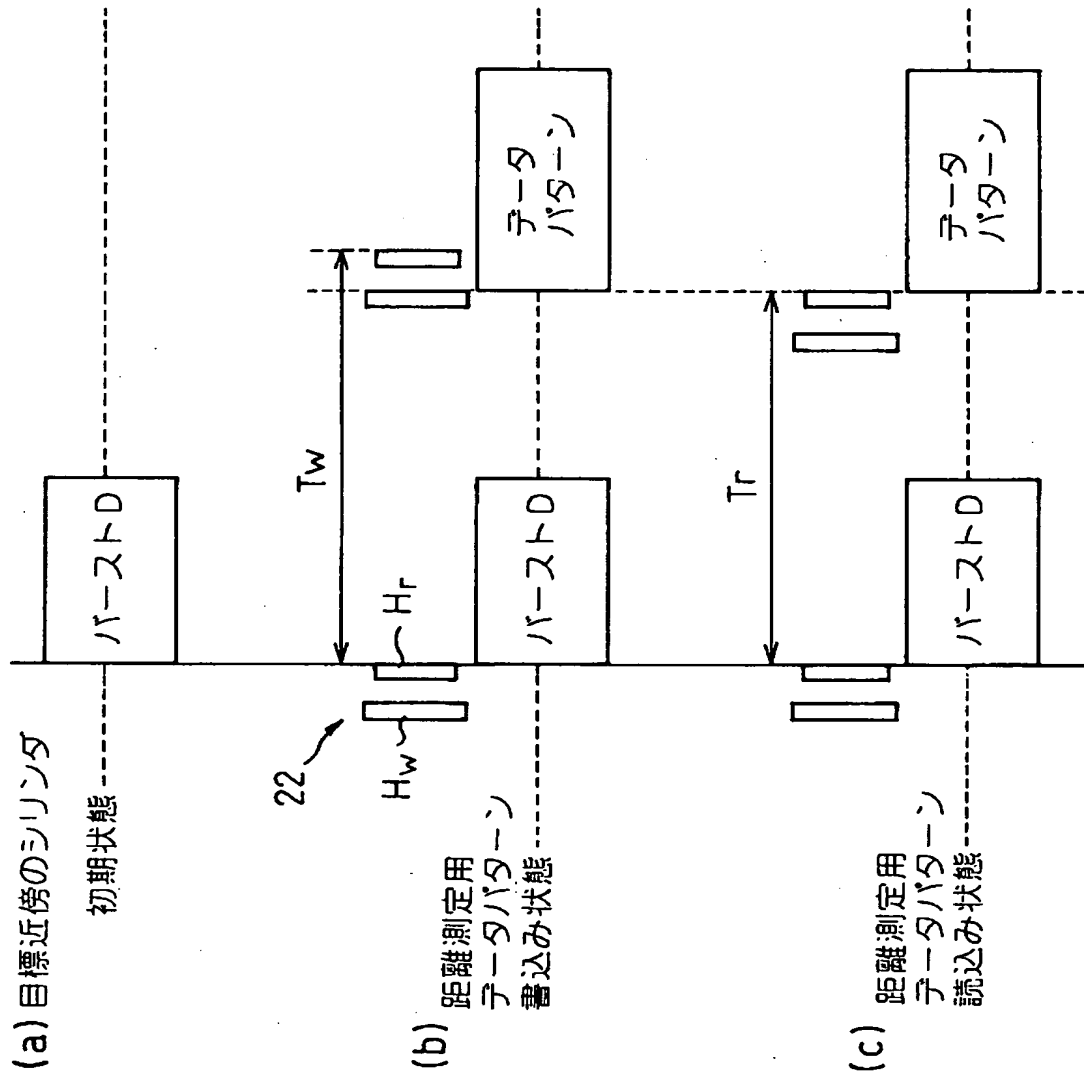 (a) 目標近傍のシリンダ
初期状態
バーストD
(b)
距離測定用
データパターン
書込み状態
22
Hw
Hr
Tw
バーストD
データ
パターン
(c)
距離測定用
データパターン
読込み状態
Tr
バーストD
データ
パターン